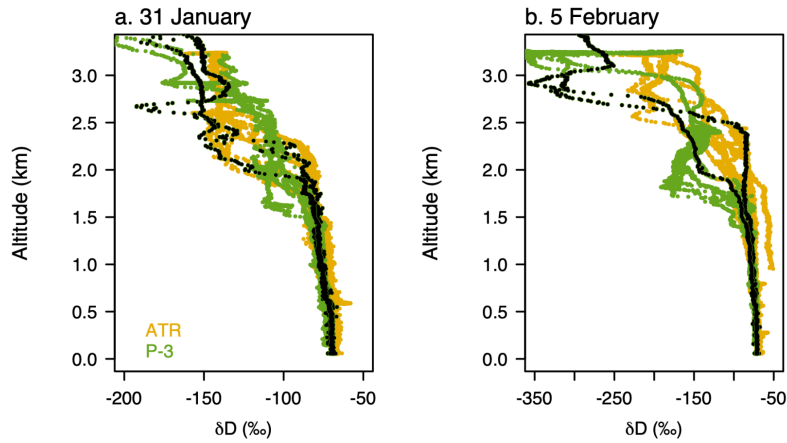 a. 31 January
b. 5 February
Altitude (km)
3.0
2.5
2.0
1.5
1.0
0.5
0.0
ATR
P-3
-200 -150 -100 -50
δD (‰)
Altitude (km)
3.0
2.5
2.0
1.5
1.0
0.5
0.0
-350 -250 -150 -50
δD (‰)